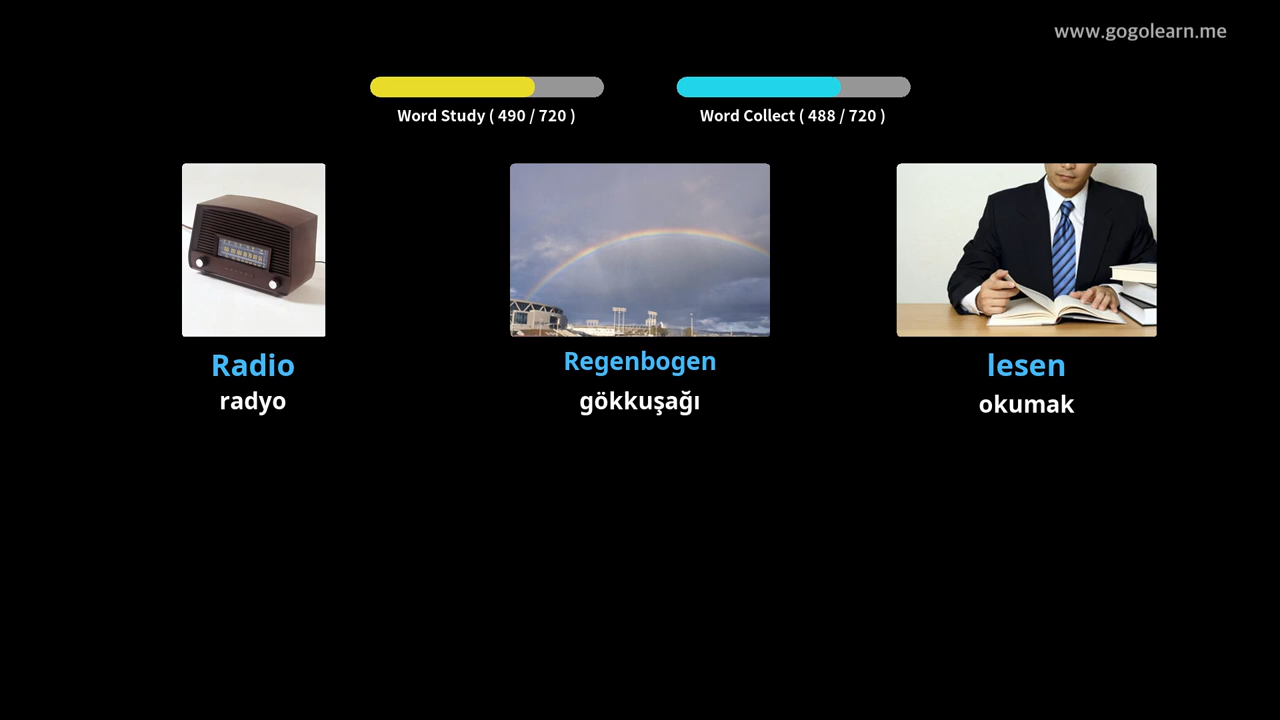 www.gogolearn.me
Word Study ( 490 / 720 )
Word Collect ( 488 / 720 )
Radio
radyo
Regenbogen
gökkuşağı
lesen
okumak